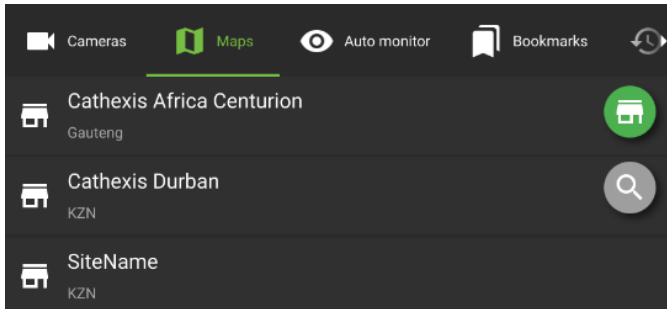 Cameras Maps Auto monitor Bookmarks
Cathexis Africa Centurion
Gauteng
Cathexis Durban
KZN
SiteName
KZN